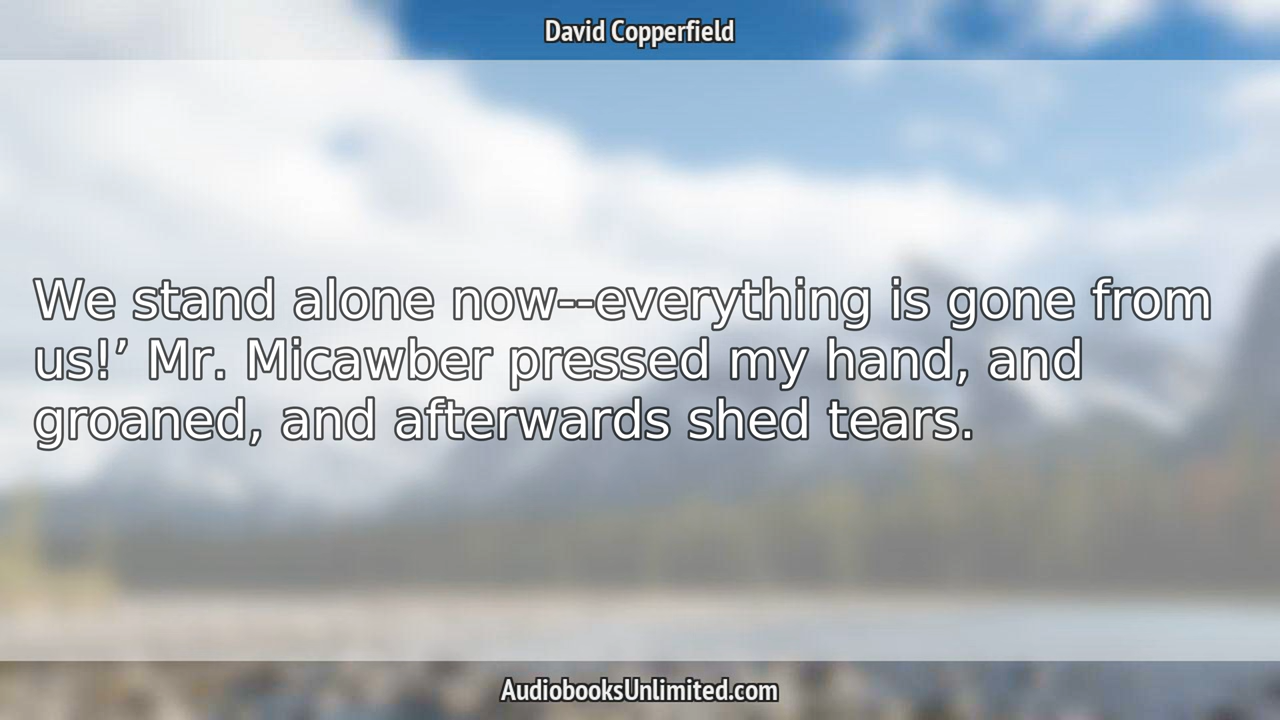 David Copperfield
We stand alone now--everything is gone from
us!’ Mr. Micawber pressed my hand, and
groaned, and afterwards shed tears.
AudiobooksUnlimited.com